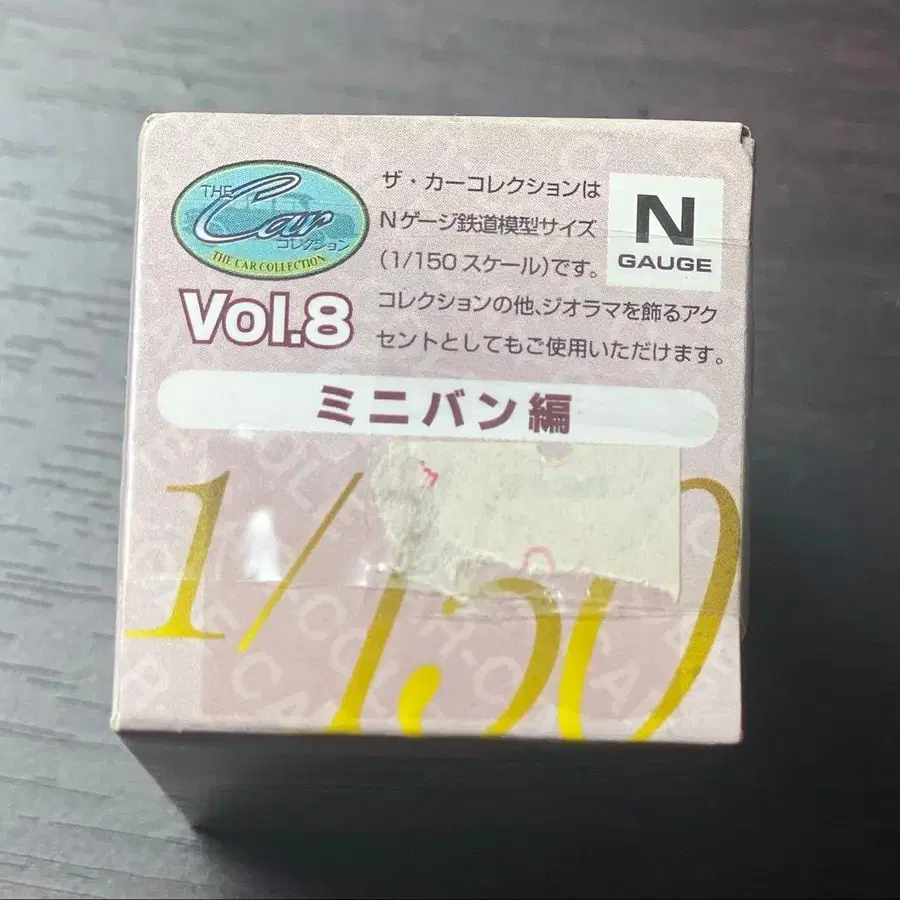 THE
Car
コレクション
THE CAR COLLECTION
Vol.8
ザ・カーコレクションは
Nゲージ鉄道模型サイズ
(1/150スケール)です。
コレクションの他、ジオラマを飾るアク
セントとしてもご使用いただけます。
N
GAUGE
ミニバン編
1/150